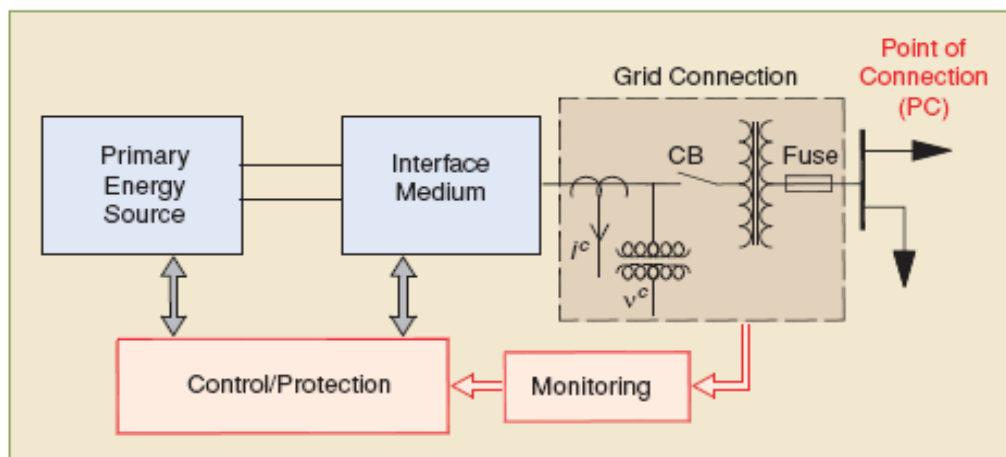 Point of
Connection
(PC)
Grid Connection
Primary
Energy
Source
Interface
Medium
CB
Fuse
i^c
v^c
Control/Protection
Monitoring